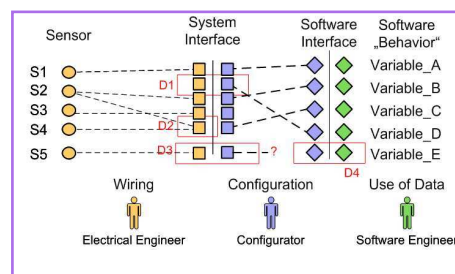 Sensor
System
Interface
Software
Interface
Software
„Behavior"
S1
S2
S3
S4
S5
D1
D2
D3
?
D4
Variable_A
Variable_B
Variable_C
Variable_D
Variable_E
Wiring
Configuration
Use of Data
Electrical Engineer
Configurator
Software Engineer